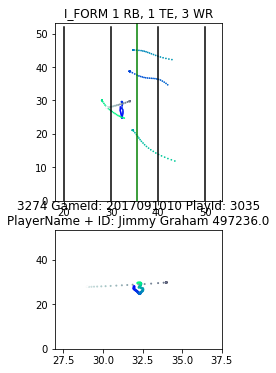 I_FORM 1 RB, 1 TE, 3 WR
50
40
30
20
10
0
20 30 40 50
3274 GameId: 2017091010 PlayId: 3035
PlayerName + ID: Jimmy Graham 497236.0
40
20
0
27.5 30.0 32.5 35.0 37.5